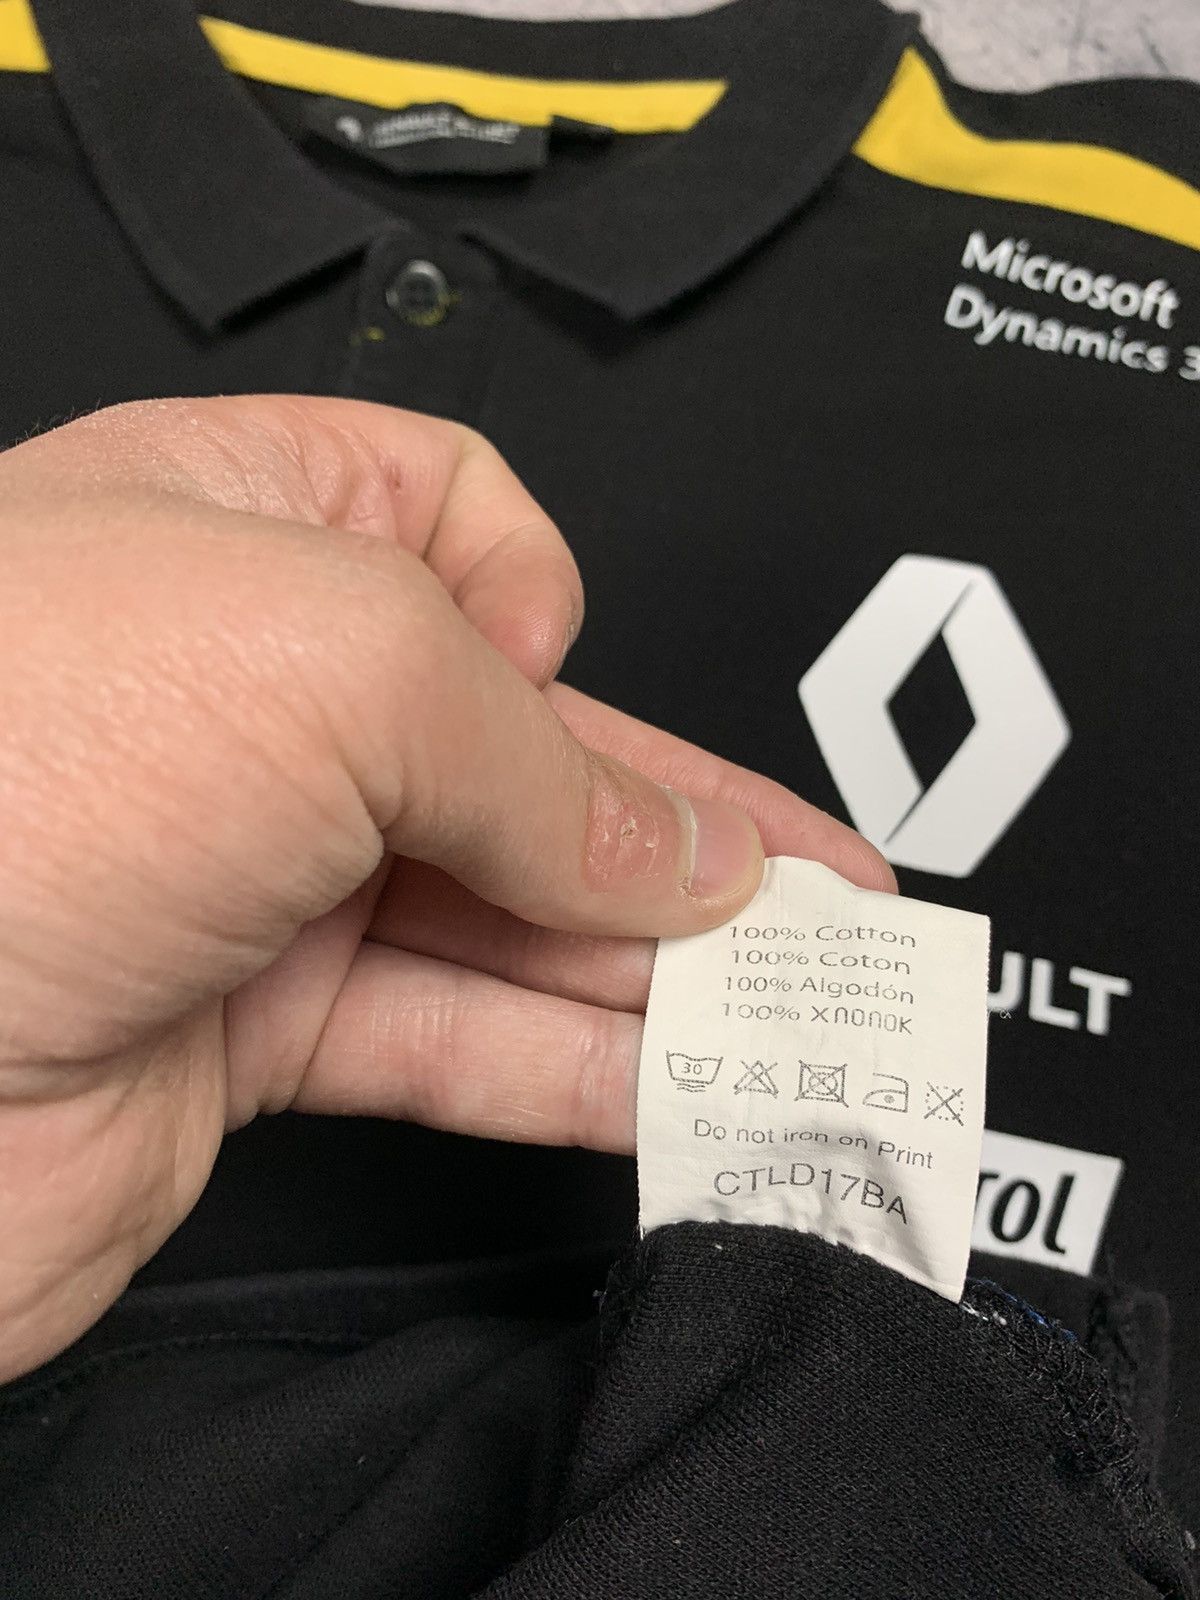 Microsoft
Dynamics 3
ULT
100% Cotton
100% Coton
100% Algodón
100% Хлопок
30
Do not iron on Print
CTLD17BA
rol